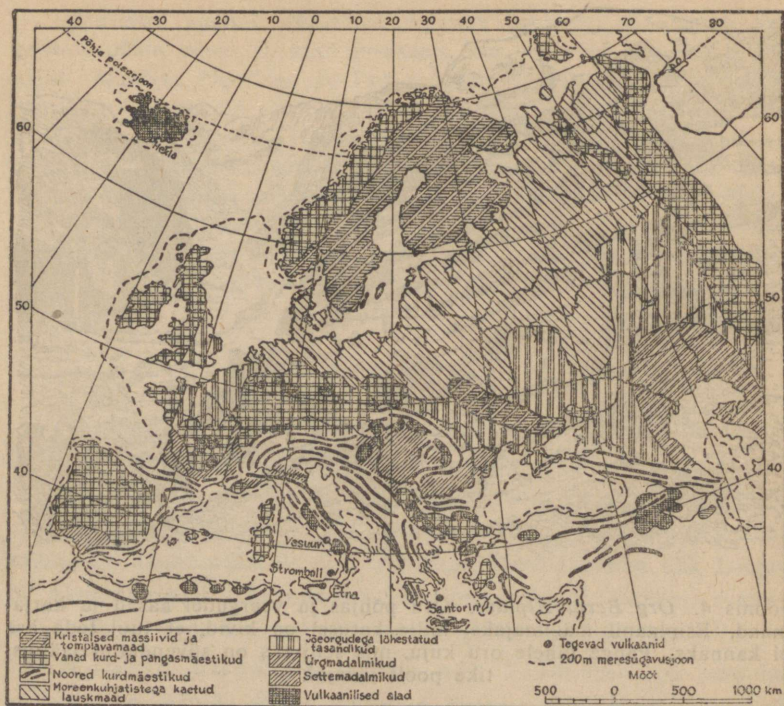 40 30 20 10 0 10 20 30 40 50 60 70 80
Põhja polaarjoon
60 60
Hekla
50 50
40 40
Vesuuv
Stromboli
Etna
Santorin
Kristalsed massiivid ja
tomplavamaad
Vanad kurd- ja pangasmäestikud
Noored kurdmäestikud
Moreenkuhjatistega kaetud
lauskmaad
Jõeorgudega lõhestatud
tasandikud
Ürgmadalmikud
Settemadalmikud
Vulkaanilised alad
Tegevad vulkaanid
200m meresügavusjoon
Mõõt
500 0 500 1000 km